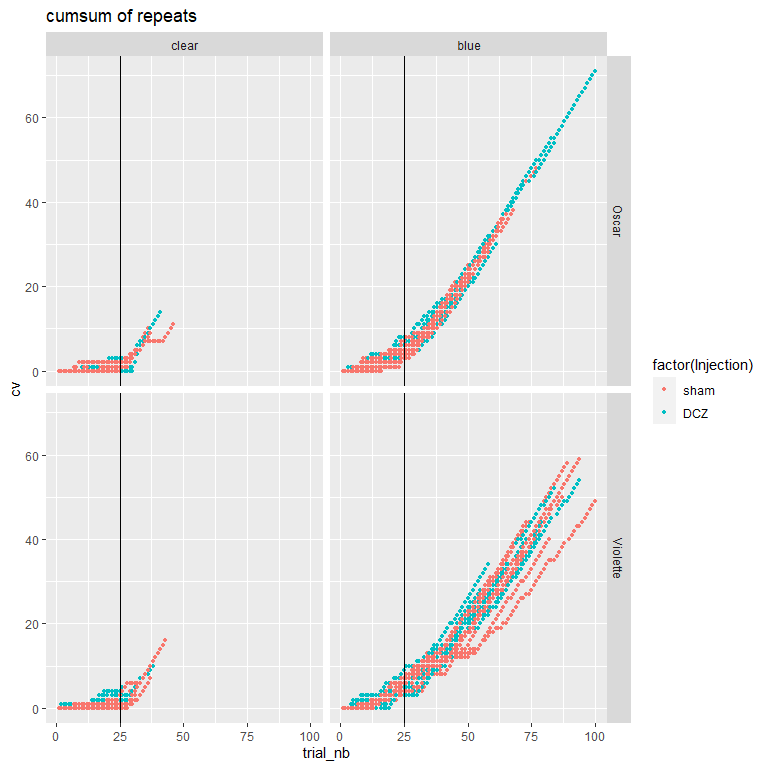 cumsum of repeats
clear
blue
60
40
20
0
Oscar
60
40
20
0
Violette
cv
0
25
50
75
100
0
25
50
75
100
trial_nb
factor(Injection)
sham
DCZ